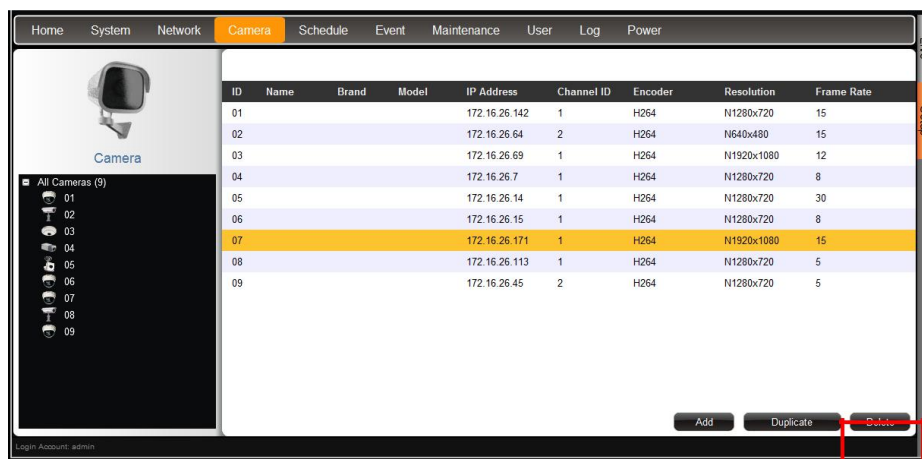 Home System Network Camera Schedule Event Maintenance User Log Power
Camera
All Cameras (9)
01
02
03
04
05
06
07
08
09
ID Name Brand Model IP Address Channel ID Encoder Resolution Frame Rate
01 172.16.26.142 1 H264 N1280x720 15
02 172.16.26.64 2 H264 N640x480 15
03 172.16.26.69 1 H264 N1920x1080 12
04 172.16.26.7 1 H264 N1280x720 8
05 172.16.26.14 1 H264 N1280x720 30
06 172.16.26.15 1 H264 N1280x720 8
07 172.16.26.171 1 H264 N1920x1080 15
08 172.16.26.113 1 H264 N1280x720 5
09 172.16.26.45 2 H264 N1280x720 5
Add Duplicate Delete
Login Account: admin